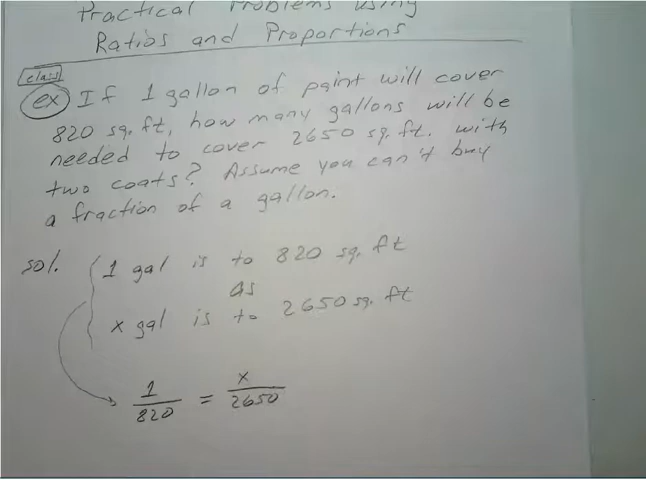 Practical Problems Using
Ratios and Proportions
class
ex If 1 gallon of paint will cover
820 sq. ft, how many gallons will be
needed to cover 2650 sq. ft. with
two coats? Assume you can't buy
a fraction of a gallon.
sol. 1 gal is to 820 sq. ft
as
x gal is to 2650 sq. ft
1/820 = x/2650